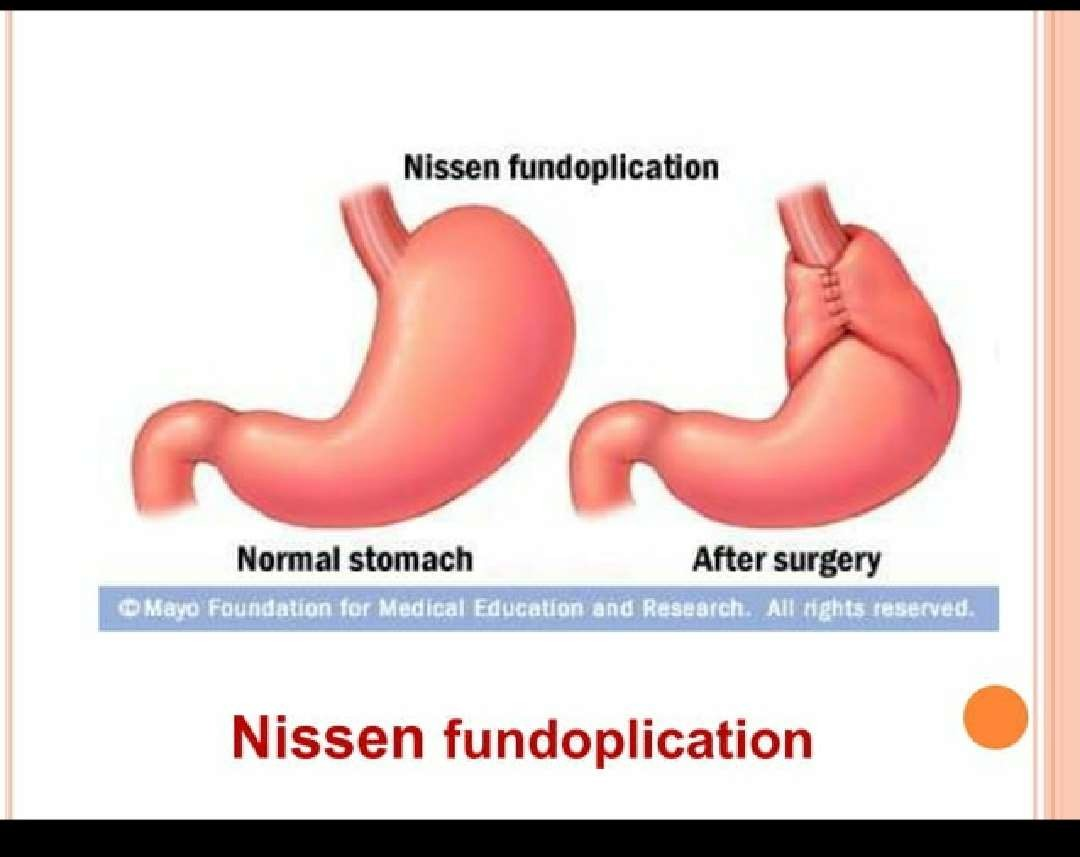 Nissen fundoplication
Normal stomach
After surgery
©Mayo Foundation for Medical Education and Research. All rights reserved.
Nissen fundoplication